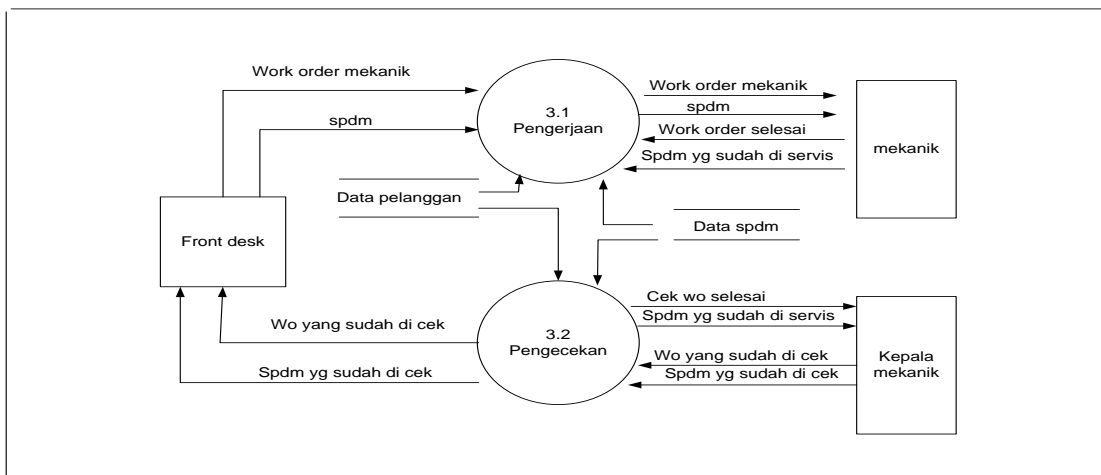 Work order mekanik
spdm
3.1
Pengerjaan
Work order mekanik
spdm
Work order selesai
Spdm yg sudah di servis
mekanik
Data pelanggan
Data spdm
Front desk
Wo yang sudah di cek
Spdm yg sudah di cek
3.2
Pengecekan
Cek wo selesai
Spdm yg sudah di servis
Wo yang sudah di cek
Spdm yg sudah di cek
Kepala
mekanik